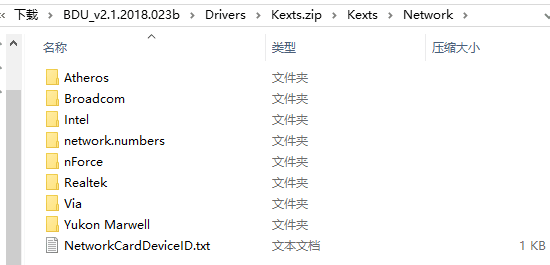 下载 > BDU_v2.1.2018.023b > Drivers > Kexts.zip > Kexts > Network >
名称 类型 压缩大小
Atheros 文件夹
Broadcom 文件夹
Intel 文件夹
network.numbers 文件夹
nForce 文件夹
Realtek 文件夹
Via 文件夹
Yukon Marwell 文件夹
NetworkCardDeviceID.txt 文本文档 1 KB